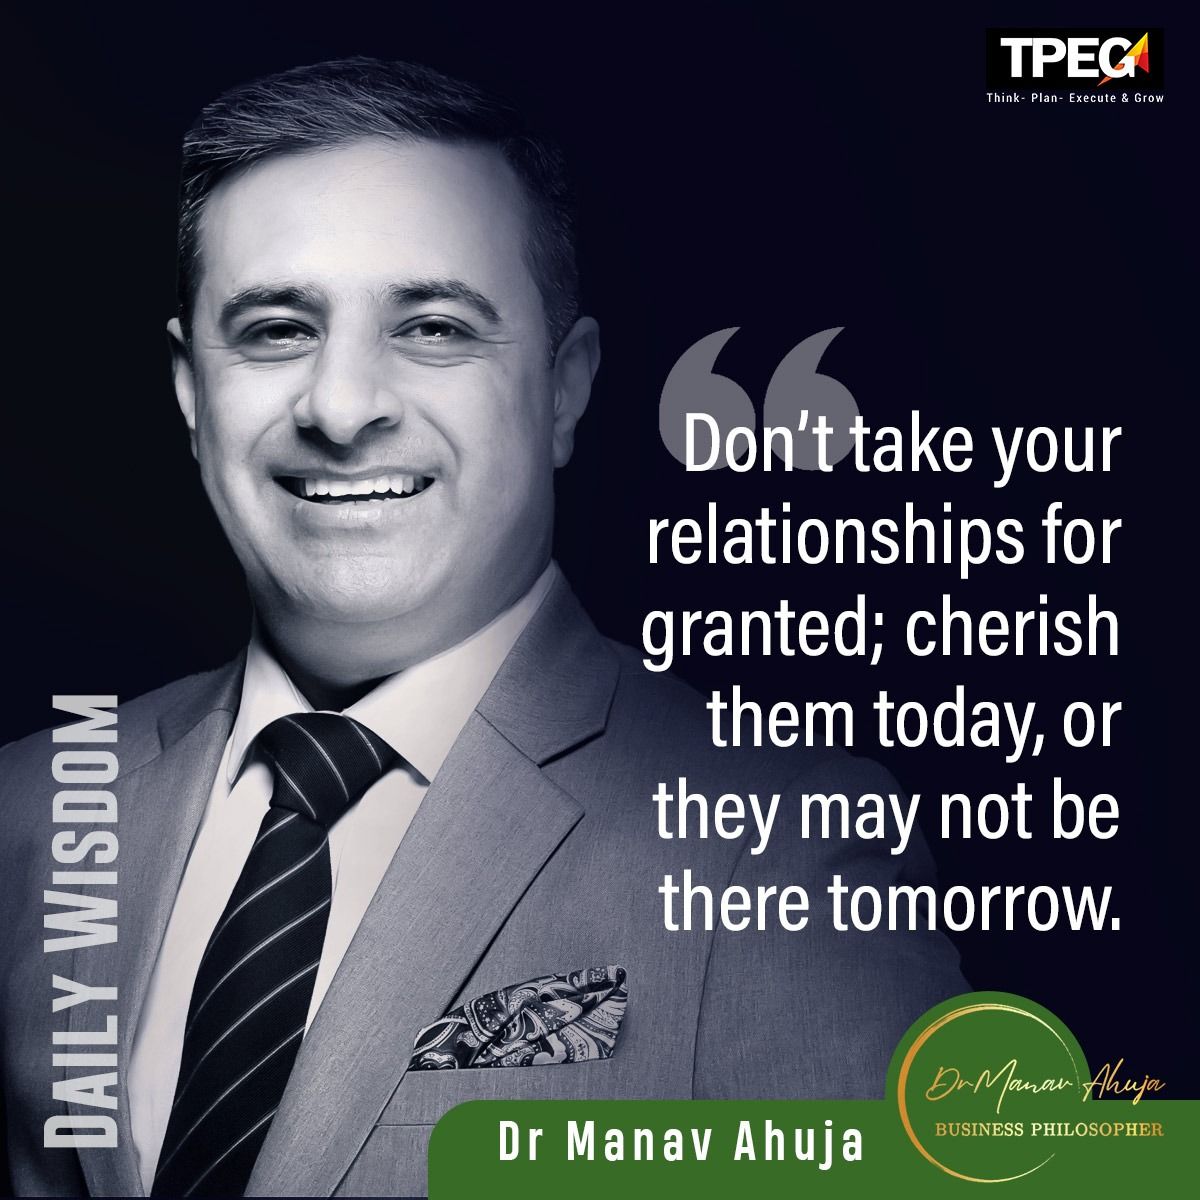 TPEG
Think- Plan- Execute & Grow
Don't take your
relationships for
granted; cherish
them today, or
they may not be
there tomorrow.
DAILY WISDOM
Dr Manav Ahuja
Dr Manav Ahuja
BUSINESS PHILOSOPHER